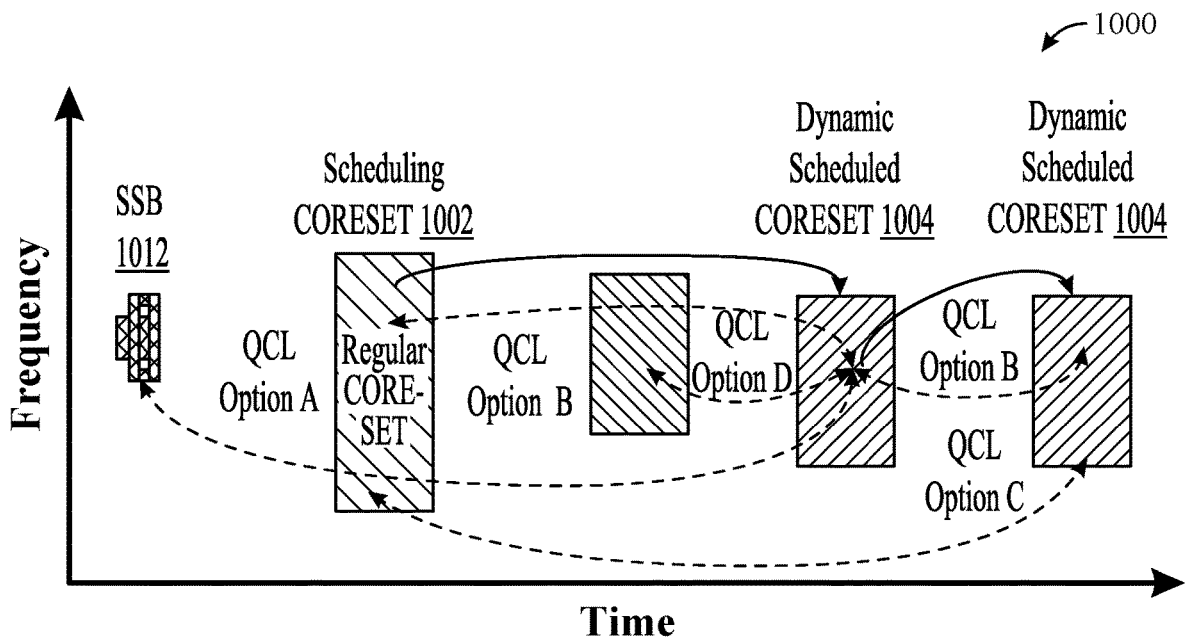 1000
SSB
1012
Scheduling
CORESET 1002
Dynamic
Scheduled
CORESET 1004
Dynamic
Scheduled
CORESET 1004
Frequency
QCL
Option A
Regular
CORE-
SET
QCL
Option B
QCL
Option D
QCL
Option B
QCL
Option C
Time